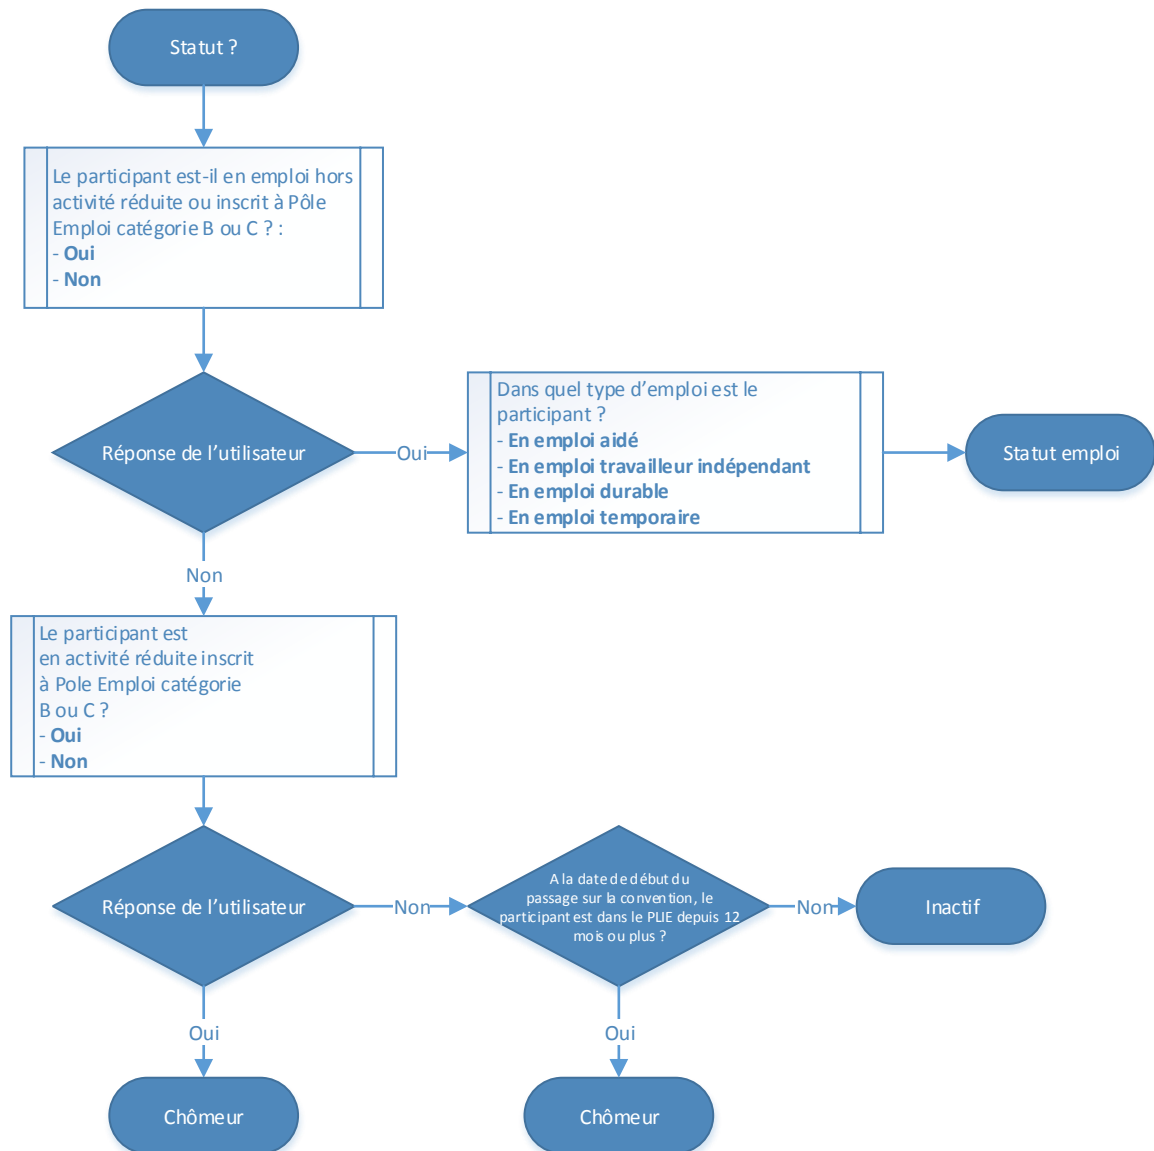 Statut ?
Le participant est-il en emploi hors
activité réduite ou inscrit à Pôle
Emploi catégorie B ou C ? :
- Oui
- Non
Réponse de l’utilisateur
Oui
Dans quel type d’emploi est le
participant ?
- En emploi aidé
- En emploi travailleur indépendant
- En emploi durable
- En emploi temporaire
Statut emploi
Non
Le participant est
en activité réduite inscrit
à Pole Emploi catégorie
B ou C ?
- Oui
- Non
Réponse de l’utilisateur
Non
A la date de début du
passage sur la convention, le
participant est dans le PLIE depuis 12
mois ou plus ?
Non
Inactif
Oui
Oui
Chômeur
Chômeur